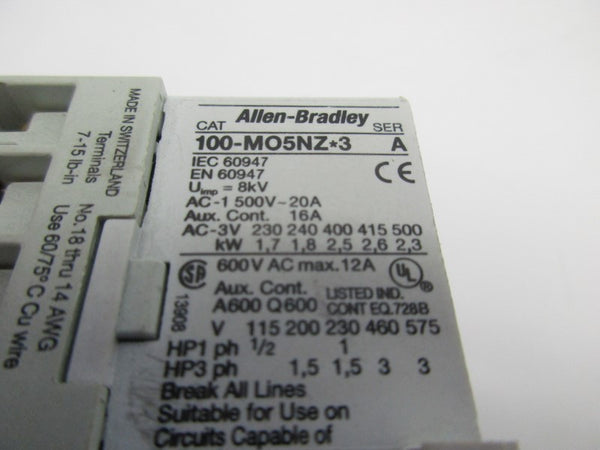 MADE IN SWITZERLAND
Terminals
7-15 lb-in
No.18 thru 14 AWG
Use 60/75°C Cu wire
Allen-Bradley
CAT SER
100-MO5NZ*3 A
IEC 60947
EN 60947
CE
Uimp = 8kV
AC-1 500V~20A
Aux. Cont. 16A
AC-3V 230 240 400 415 500
kW 1,7 1,8 2,5 2,6 2,3
SP 600V AC max.12A UL
Aux. Cont. LISTED IND.
A600 Q600 CONT EQ.728B
13908
V 115 200 230 460 575
HP1 ph 1/2 1
HP3 ph 1,5 1,5 3 3
Break All Lines
Suitable for Use on
Circuits Capable of